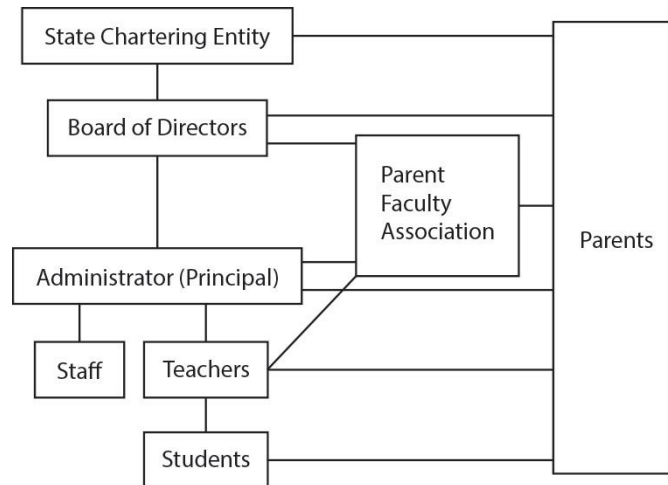 State Chartering Entity
Board of Directors
Parent
Faculty
Association
Parents
Administrator (Principal)
Staff
Teachers
Students